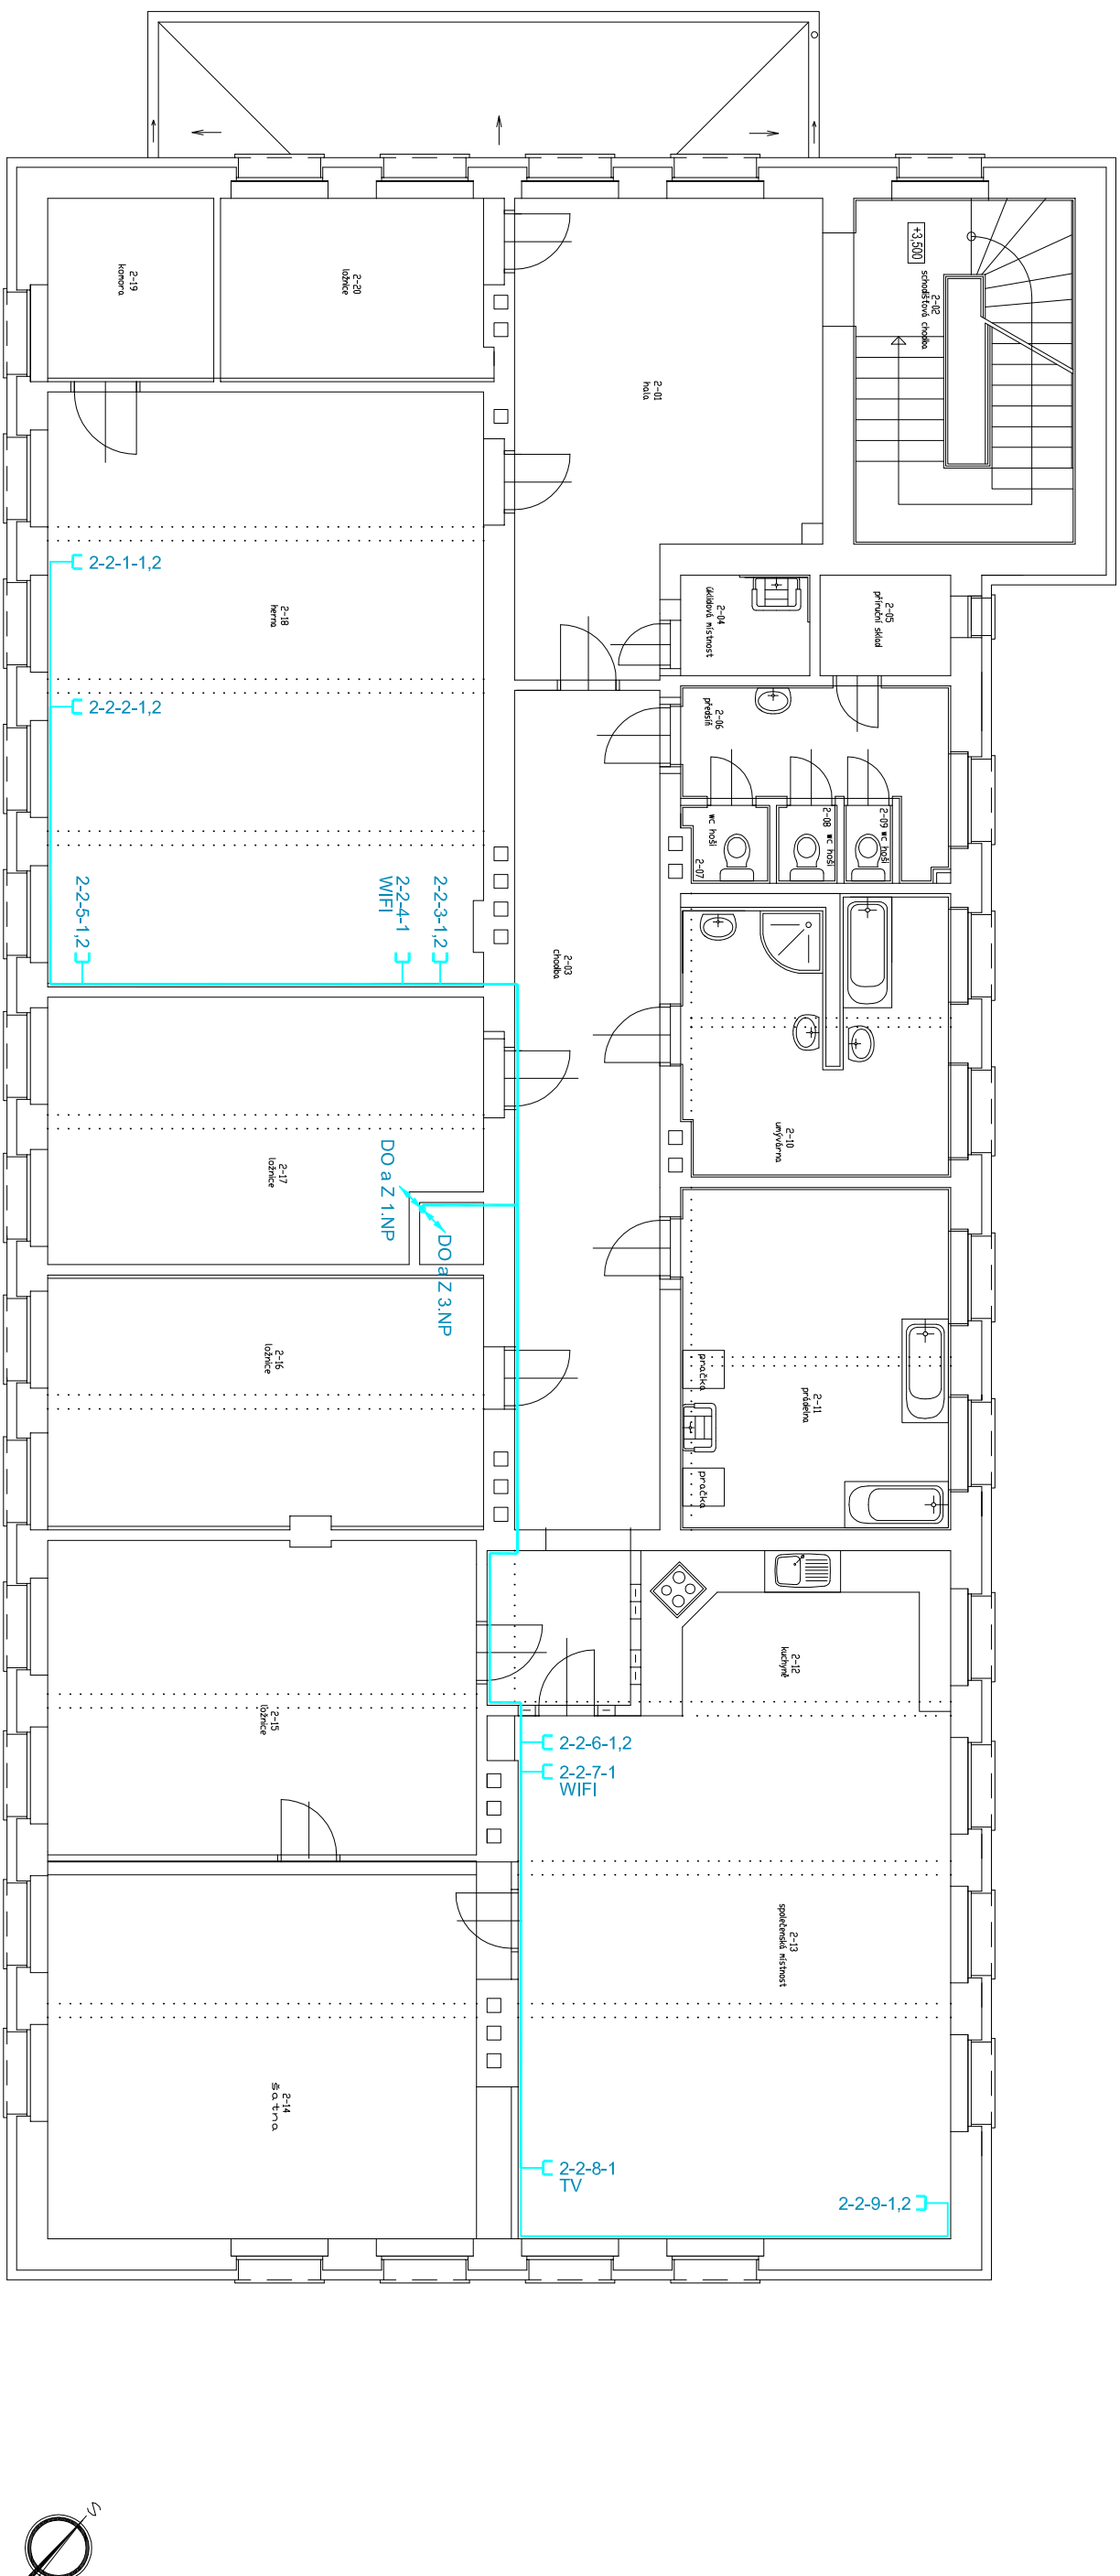 +3,500
2-02
schodišťová chodba
2-19
komora
2-20
ložnice
2-01
hala
2-2-1-1,2
2-18
herna
2-04
úklidová místnost
2-05
příruční sklad
2-2-2-1,2
2-06
předsíň
2-07
wc hoši
2-08 wc hoši
2-09 wc hoši
2-2-5-1,2
2-2-4-1
WIFI
2-2-3-1,2
2-03
chodba
2-10
umývárna
2-17
ložnice
DO a Z 1.NP
DO a Z 3.NP
2-16
ložnice
pračka
2-11
prádelna
pračka
2-12
kuchyně
2-15
ložnice
2-2-6-1,2
2-2-7-1
WIFI
2-13
společenská místnost
2-14
šatna
2-2-8-1
TV
2-2-9-1,2
S